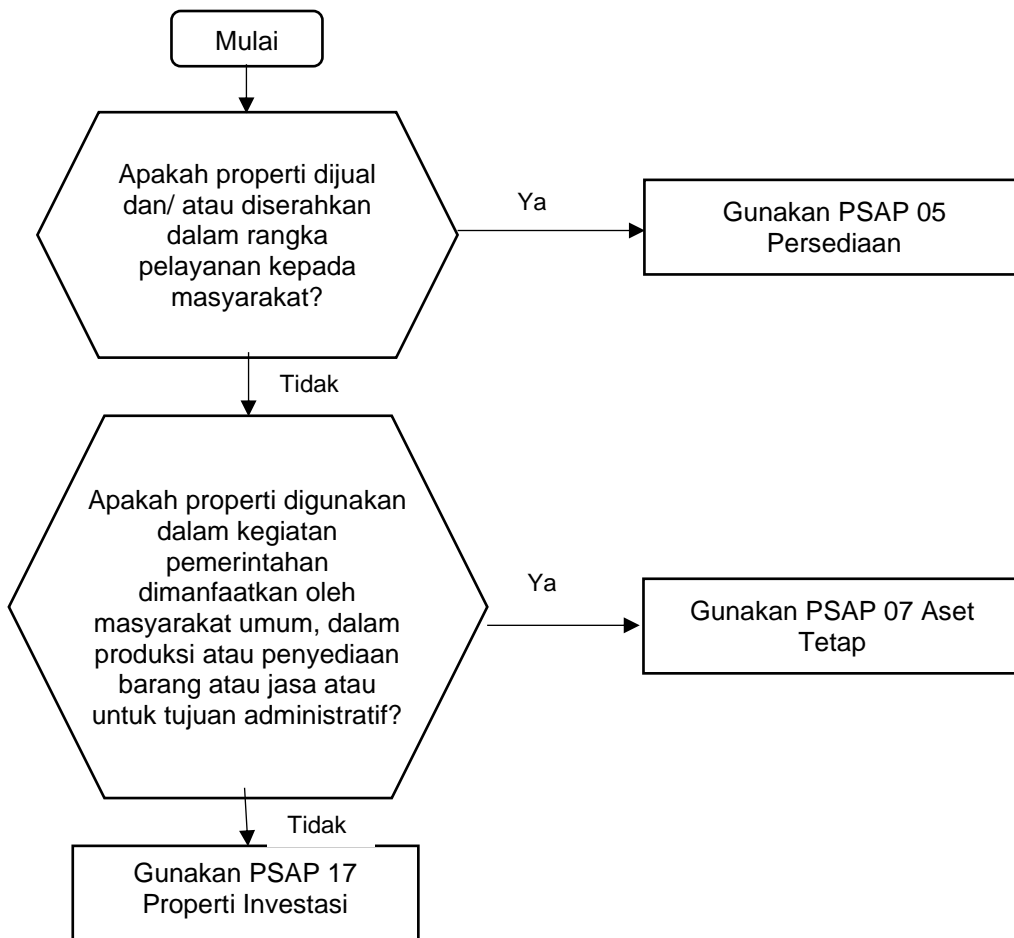 Mulai
Apakah properti dijual
dan/ atau diserahkan
dalam rangka
pelayanan kepada
masyarakat?
Ya
Gunakan PSAP 05
Persediaan
Tidak
Apakah properti digunakan
dalam kegiatan
pemerintahan
dimanfaatkan oleh
masyarakat umum, dalam
produksi atau penyediaan
barang atau jasa atau
untuk tujuan administratif?
Ya
Gunakan PSAP 07 Aset
Tetap
Tidak
Gunakan PSAP 17
Properti Investasi